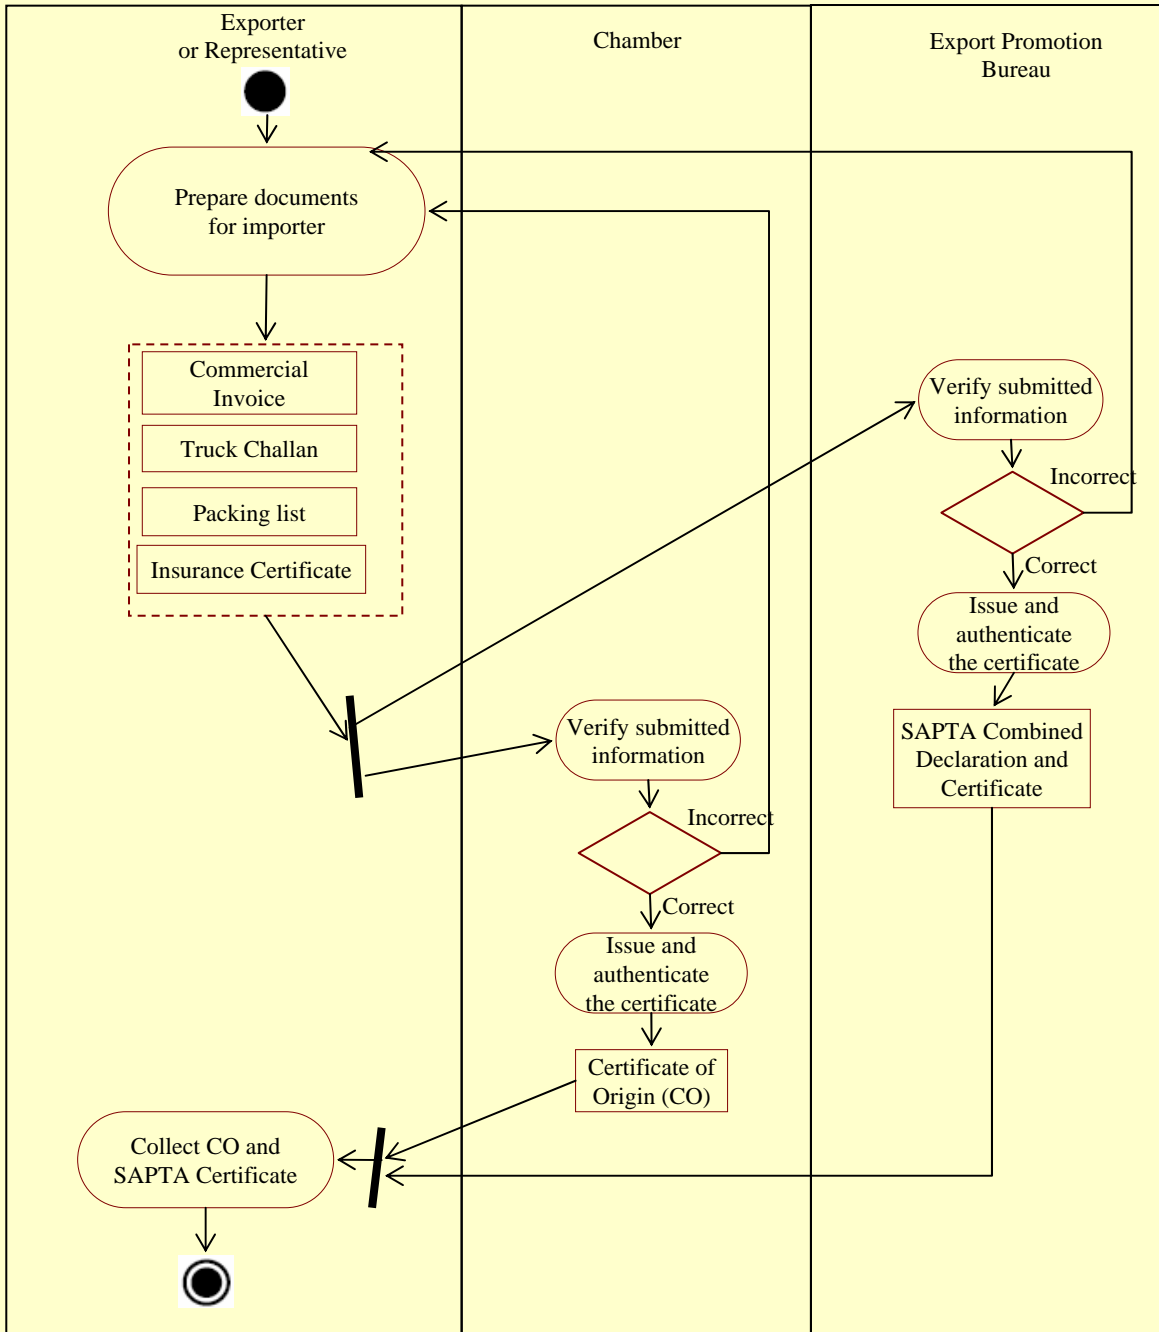 Exporter
or Representative
Chamber
Export Promotion
Bureau
Prepare documents
for importer
Commercial
Invoice
Truck Challan
Packing list
Insurance Certificate
Verify submitted
information
Incorrect
Correct
Issue and
authenticate
the certificate
SAPTA Combined
Declaration and
Certificate
Verify submitted
information
Incorrect
Correct
Issue and
authenticate
the certificate
Certificate of
Origin (CO)
Collect CO and
SAPTA Certificate